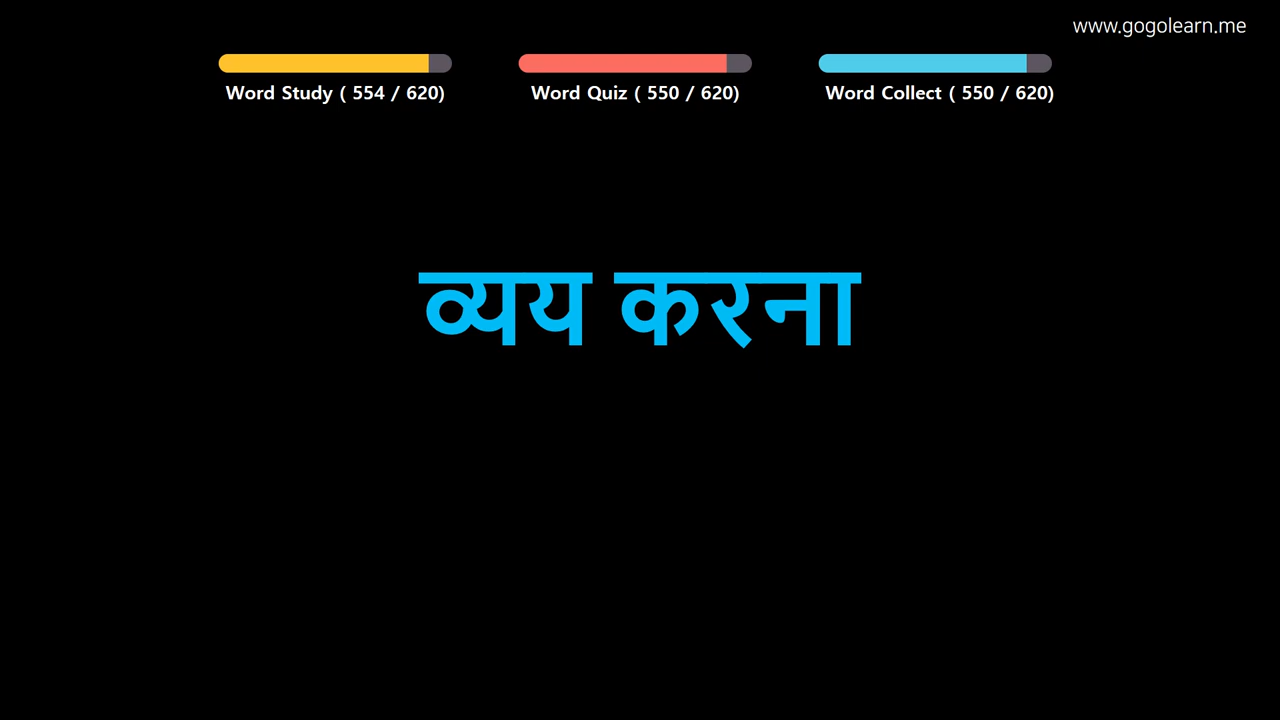 www.gogolearn.me
Word Study ( 554 / 620)
Word Quiz ( 550 / 620)
Word Collect ( 550 / 620)
व्यय करना